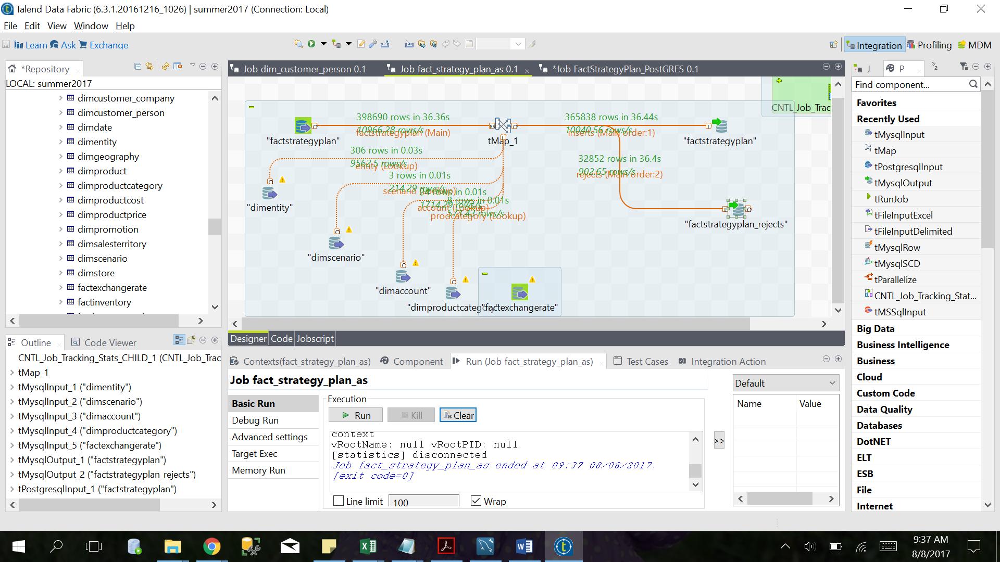 Talend Data Fabric (6.3.1.20161216_1026) | summer2017 (Connection: Local)
File Edit View Window Help
Learn Ask Exchange
Integration Profiling MDM
*Repository
LOCAL: summer2017
dimcustomer_company
dimcustomer_person
dimdate
dimentity
dimgeography
dimproduct
dimproductcategory
dimproductcost
dimproductprice
dimpromotion
dimsalesterritory
dimscenario
dimstore
factexchangerate
factinventory
Outline Code Viewer
CNTL_Job_Tracking_Stats_CHILD_1 (CNTL_Job_Trac
tMap_1
tMysqlInput_1 ("dimentity")
tMysqlInput_2 ("dimscenario")
tMysqlInput_3 ("dimaccount")
tMysqlInput_4 ("dimproductcategory")
tMysqlInput_5 ("factexchangerate")
tMysqlOutput_1 ("factstrategyplan")
tMysqlOutput_2 ("factstrategyplan_rejects")
tPostgresqlInput_1 ("factstrategyplan")
Job dim_customer_person 0.1 Job fact_strategy_plan_as 0.1 *Job FactStrategyPlan_PostGRES 0.1
CNTL_Job_Trac
398690 rows in 36.36s
10966.28 rows/s
factstrategyplan (Main)
"factstrategyplan"
tMap_1
365838 rows in 36.44s
10040.56 rows/s
inserts (Main order:1)
"factstrategyplan"
306 rows in 0.03s
9562.5 rows/s
entity (Lookup)
32852 rows in 36.4s
902.65 rows/s
rejects (Main order:2)
3 rows in 0.01s
214.29 rows/s
scenario (Lookup)
24 rows in 0.01s
1714.29 rows/s
account (Lookup)
8 rows in 0.01s
571.43 rows/s
prodcategory (Lookup)
"dimentity"
"factstrategyplan_rejects"
"dimscenario"
"dimaccount"
"dimproductcategory"
"factexchangerate"
Designer Code Jobscript
Contexts(fact_strategy_plan_as) Component Run (Job fact_strategy_plan_as) Test Cases Integration Action
Job fact_strategy_plan_as
Basic Run
Debug Run
Advanced settings
Target Exec
Memory Run
Execution
Run Kill Clear
context
vRootName: null vRootPID: null
[statistics] disconnected
Job fact_strategy_plan_as ended at 09:37 08/08/2017.
[exit code=0]
Line limit 100 Wrap
>>
Default
Name Value
J P
»2
Find component...
Favorites
Recently Used
tMysqlInput
tMap
tPostgresqlInput
tMysqlOutput
tRunJob
tFileInputExcel
tFileInputDelimited
tMysqlRow
tMysqlSCD
tParallelize
CNTL_Job_Tracking_Stat...
tMSSqlInput
Big Data
Business Intelligence
Business
Cloud
Custom Code
Data Quality
Databases
DotNET
ELT
ESB
File
Internet
9:37 AM
8/8/2017